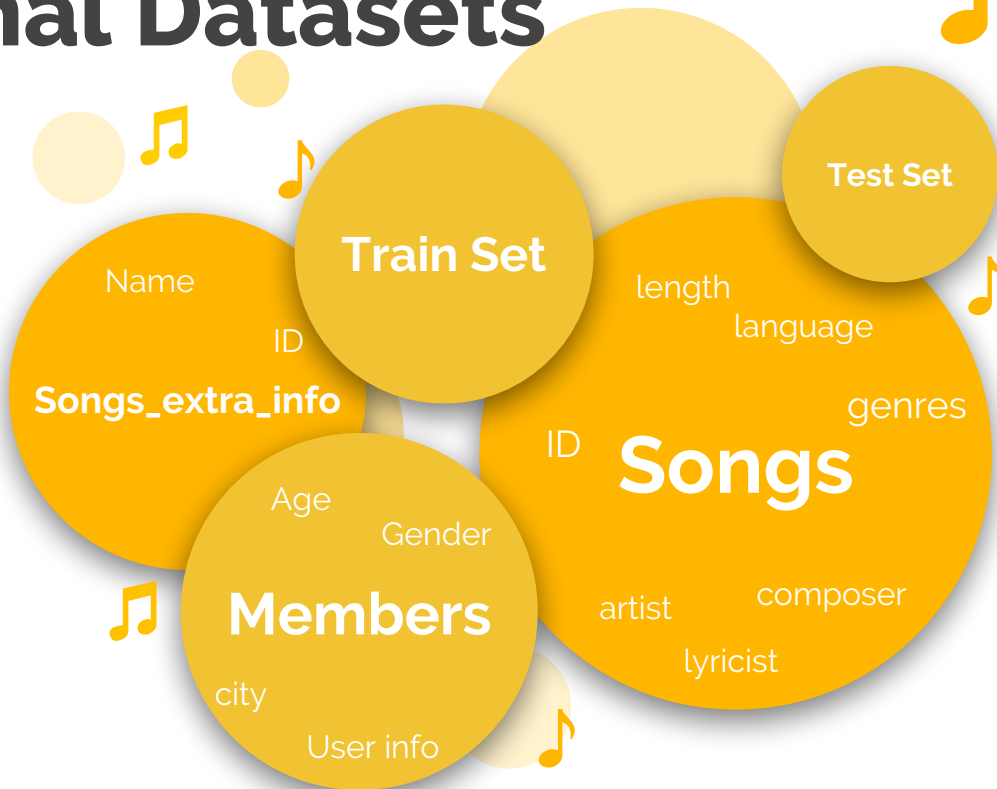 nal Datasets
Test Set
Train Set
Name
ID
Songs_extra_info
length
language
genres
ID
Songs
artist
composer
lyricist
Age
Gender
Members
city
User info